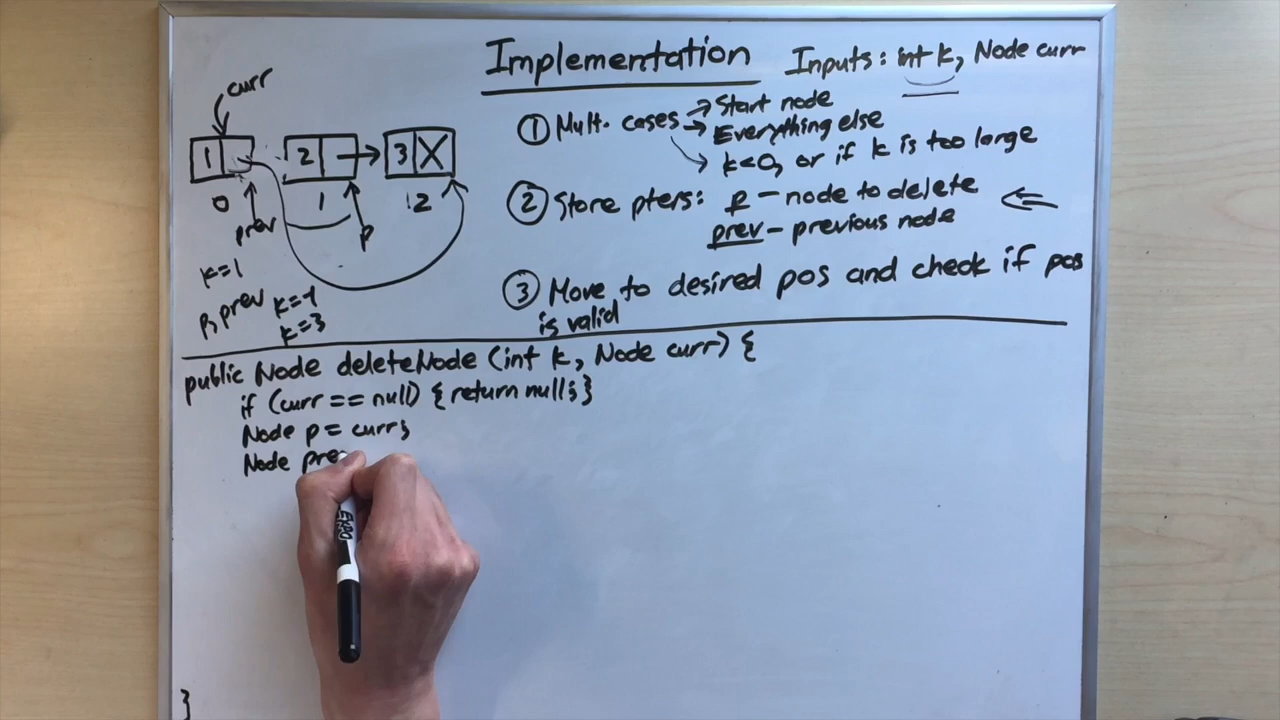 Implementation
Inputs: int k, Node curr
① Mult. cases → Start node
→ Everything else
→ k<0, or if k is too large
② Store pters: p - node to delete
prev - previous node
③ Move to desired pos and check if pos
is valid
curr
1 2 3 X
0 1 2
prev p
k=1
p, prev k=-1
k=3
public Node deleteNode (int k, Node curr) {
if (curr == null) { return null; }
Node p = curr;
Node prev
}
EXPO